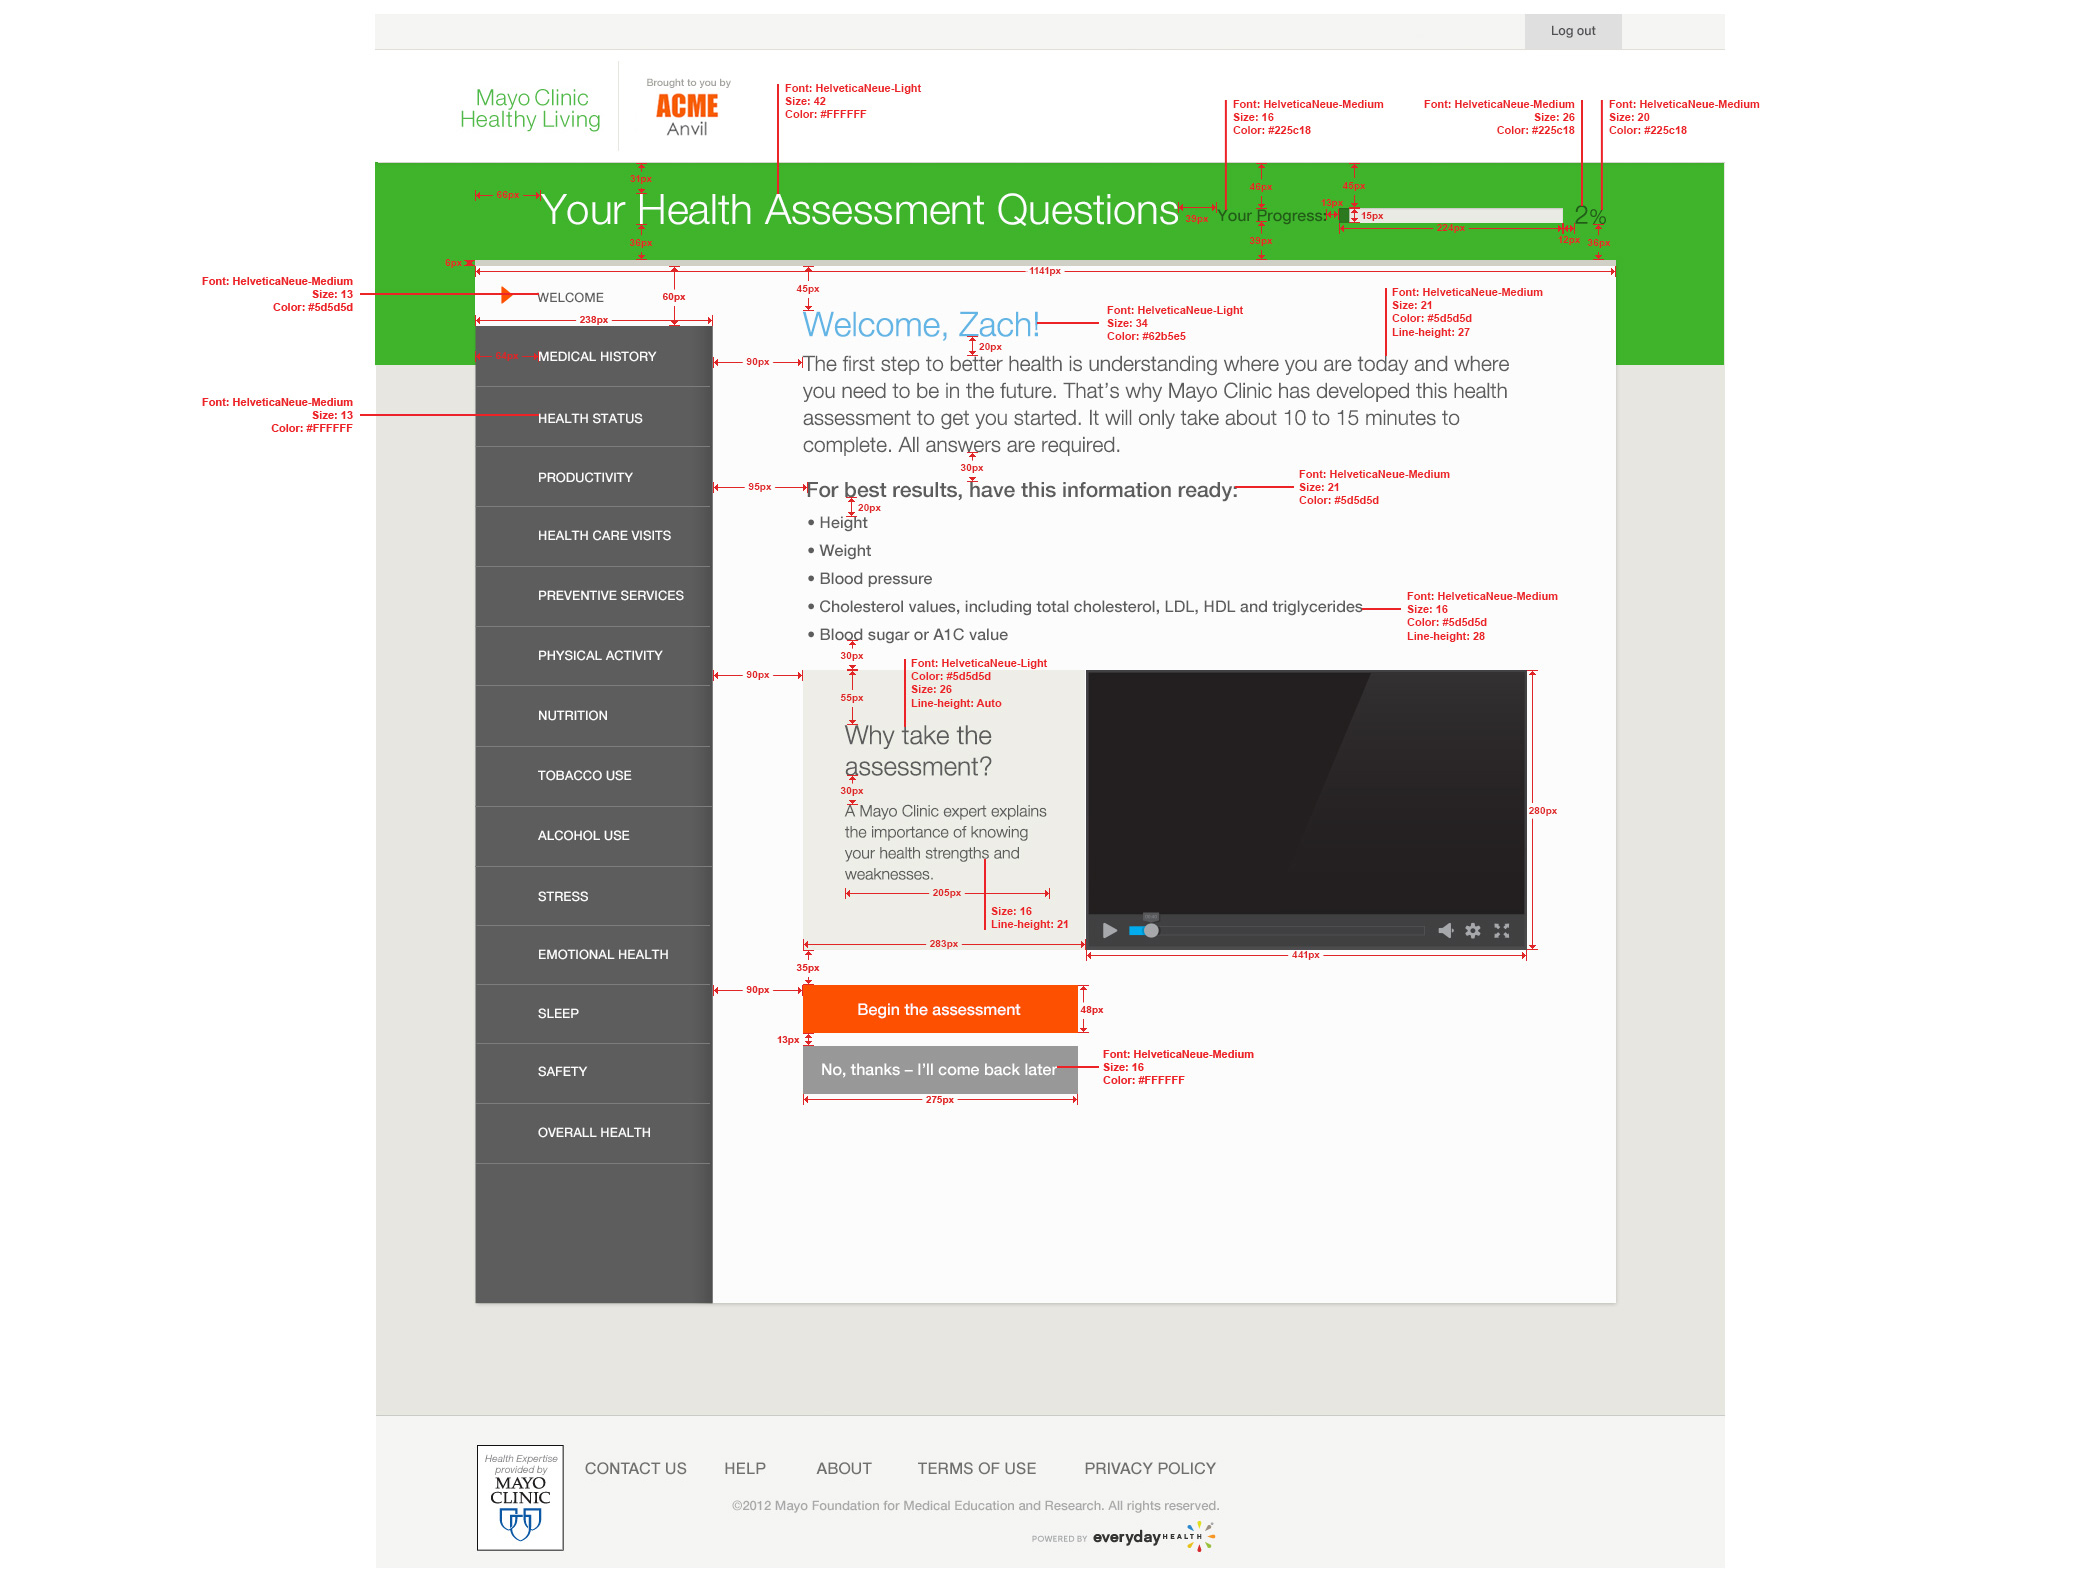 Log out
Mayo Clinic
Healthy Living
Brought to you by
ACME
Anvil
Font: HelveticaNeue-Light
Size: 42
Color: #FFFFFF
Font: HelveticaNeue-Medium
Size: 16
Color: #225c18
Font: HelveticaNeue-Medium
Size: 26
Color: #225c18
Font: HelveticaNeue-Medium
Size: 20
Color: #225c18
31px
66px
Your Health Assessment Questions
36px
39px
46px
Your Progress:
39px
13px
45px
15px
224px
2%
12px
36px
6px
1141px
Font: HelveticaNeue-Medium
Size: 13
Color: #5d5d5d
WELCOME
60px
238px
64px
MEDICAL HISTORY
Font: HelveticaNeue-Medium
Size: 13
Color: #FFFFFF
HEALTH STATUS
PRODUCTIVITY
HEALTH CARE VISITS
PREVENTIVE SERVICES
PHYSICAL ACTIVITY
NUTRITION
TOBACCO USE
ALCOHOL USE
STRESS
EMOTIONAL HEALTH
SLEEP
SAFETY
OVERALL HEALTH
45px
Welcome, Zach!
Font: HelveticaNeue-Light
Size: 34
Color: #62b5e5
Font: HelveticaNeue-Medium
Size: 21
Color: #5d5d5d
Line-height: 27
20px
90px
The first step to better health is understanding where you are today and where
you need to be in the future. That’s why Mayo Clinic has developed this health
assessment to get you started. It will only take about 10 to 15 minutes to
complete. All answers are required.
30px
95px
For best results, have this information ready:
Font: HelveticaNeue-Medium
Size: 21
Color: #5d5d5d
20px
• Height
• Weight
• Blood pressure
• Cholesterol values, including total cholesterol, LDL, HDL and triglycerides
Font: HelveticaNeue-Medium
Size: 16
Color: #5d5d5d
Line-height: 28
• Blood sugar or A1C value
30px
90px
55px
Font: HelveticaNeue-Light
Color: #5d5d5d
Size: 26
Line-height: Auto
Why take the
assessment?
30px
A Mayo Clinic expert explains
the importance of knowing
your health strengths and
weaknesses.
205px
Size: 16
Line-height: 21
283px
280px
441px
35px
90px
Begin the assessment
48px
13px
No, thanks – I’ll come back later
Font: HelveticaNeue-Medium
Size: 16
Color: #FFFFFF
275px
Health Expertise
provided by
MAYO
CLINIC
CONTACT US
HELP
ABOUT
TERMS OF USE
PRIVACY POLICY
©2012 Mayo Foundation for Medical Education and Research. All rights reserved.
POWERED BY everyday HEALTH